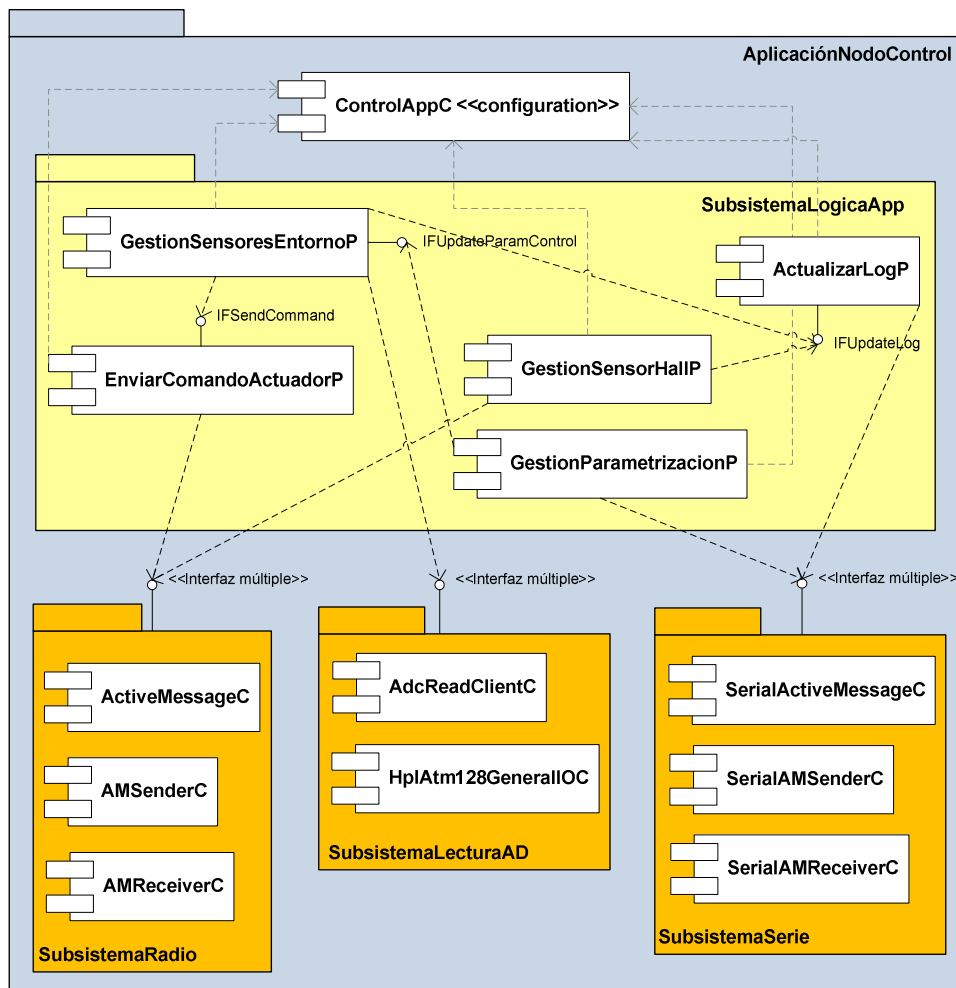 AplicaciónNodoControl
ControlAppC <<configuration>>
SubsistemaLogicaApp
GestionSensoresEntornoP
IFUpdateParamControl
ActualizarLogP
IFSendCommand
IFUpdateLog
GestionSensorHallP
EnviarComandoActuadorP
GestionParametrizacionP
<<Interfaz múltiple>>
<<Interfaz múltiple>>
<<Interfaz múltiple>>
ActiveMessageC
AMSenderC
AMReceiverC
SubsistemaRadio
AdcReadClientC
HplAtm128GeneralIOC
SubsistemaLecturaAD
SerialActiveMessageC
SerialAMSenderC
SerialAMReceiverC
SubsistemaSerie